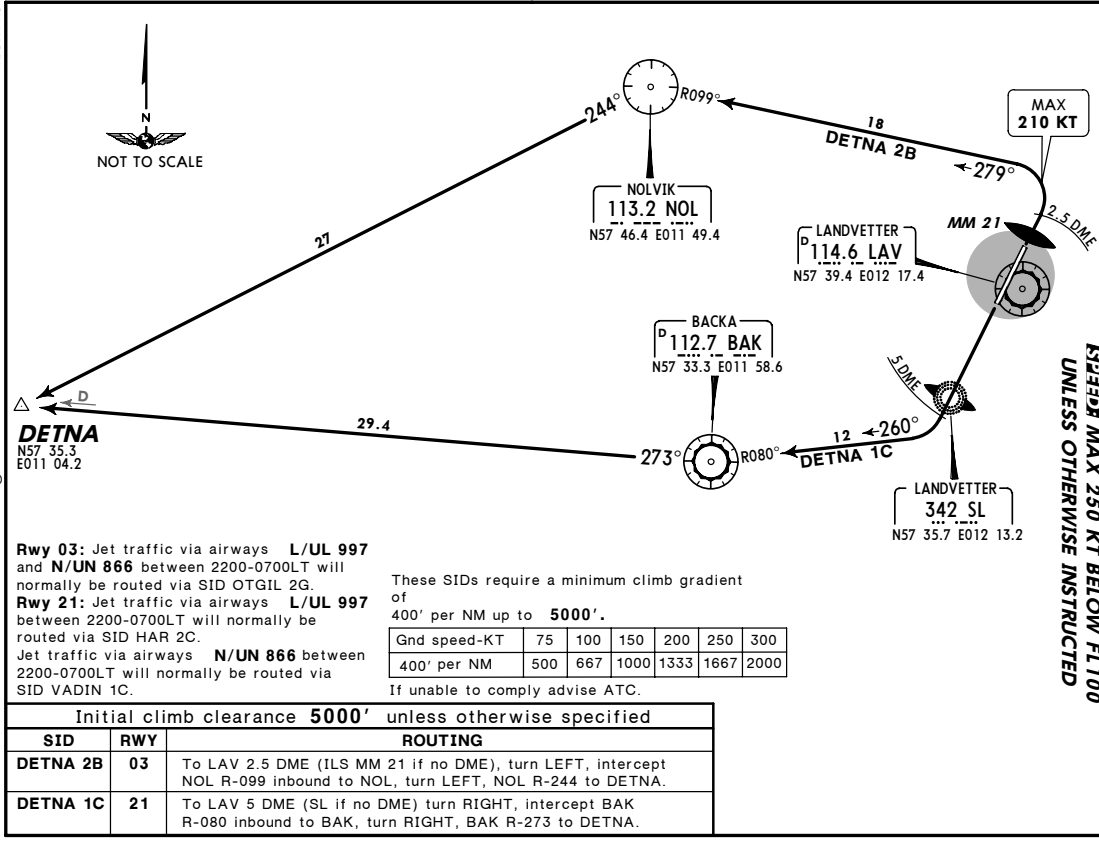 N
NOT TO SCALE
244°
R099°
18
DETNA 2B
279°
MAX
210 KT
NOLVIK
113.2 NOL
N57 46.4 E011 49.4
27
MM 21
2.5 DME
LANDVETTER
D 114.6 LAV
N57 39.4 E012 17.4
BACKA
D 112.7 BAK
N57 33.3 E011 58.6
5 DME
D
DETNA
N57 35.3
E011 04.2
29.4
273°
R080°
12
260°
DETNA 1C
LANDVETTER
342 SL
N57 35.7 E012 13.2
MAX 250 KT BELOW FL100
UNLESS OTHERWISE INSTRUCTED
Rwy 03: Jet traffic via airways L/UL 997
and N/UN 866 between 2200-0700LT will
normally be routed via SID OTGIL 2G.
Rwy 21: Jet traffic via airways L/UL 997
between 2200-0700LT will normally be
routed via SID HAR 2C.
Jet traffic via airways N/UN 866 between
2200-0700LT will normally be routed via
SID VADIN 1C.
These SIDs require a minimum climb gradient
of
400' per NM up to 5000'.
Gnd speed-KT 75 100 150 200 250 300
400' per NM 500 667 1000 1333 1667 2000
If unable to comply advise ATC.
Initial climb clearance 5000' unless otherwise specified
SID RWY ROUTING
DETNA 2B 03 To LAV 2.5 DME (ILS MM 21 if no DME), turn LEFT, intercept
NOL R-099 inbound to NOL, turn LEFT, NOL R-244 to DETNA.
DETNA 1C 21 To LAV 5 DME (SL if no DME) turn RIGHT, intercept BAK
R-080 inbound to BAK, turn RIGHT, BAK R-273 to DETNA.